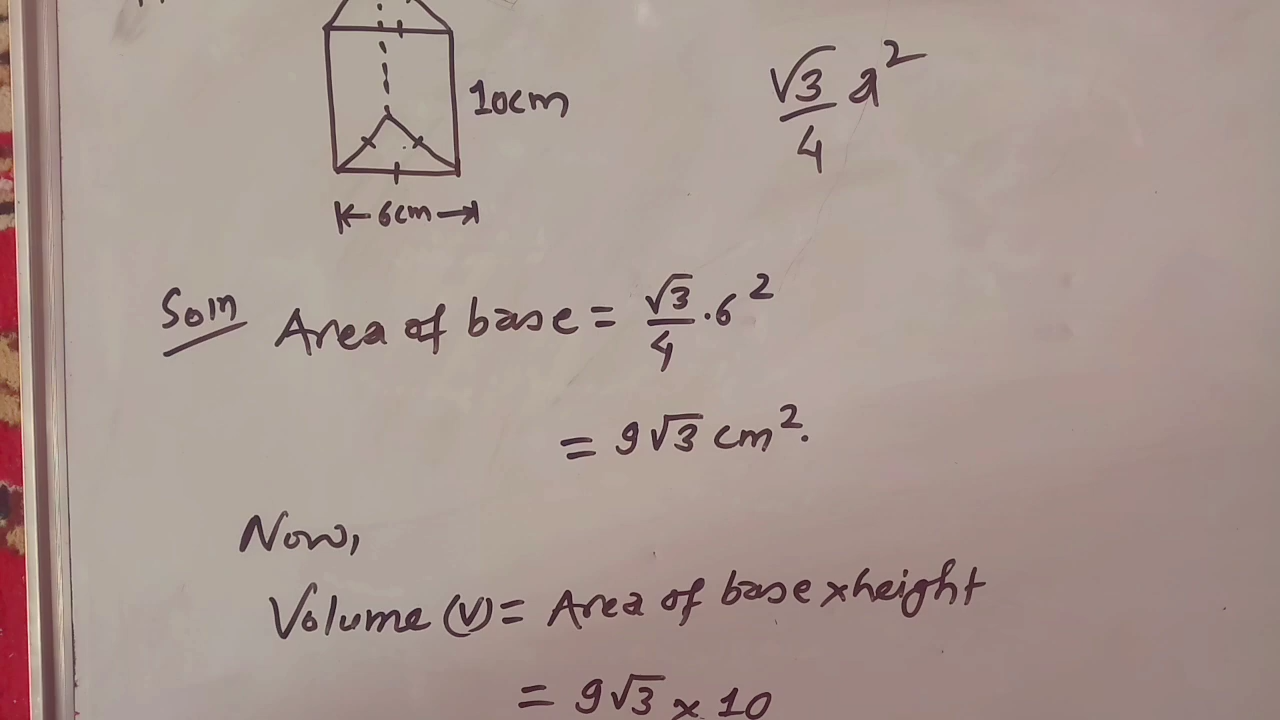 10cm
√3/4 a²
6cm
Soln Area of base = √3/4 · 6²
= 9√3 cm².
Now,
Volume (V) = Area of base x height
= 9√3 x 10